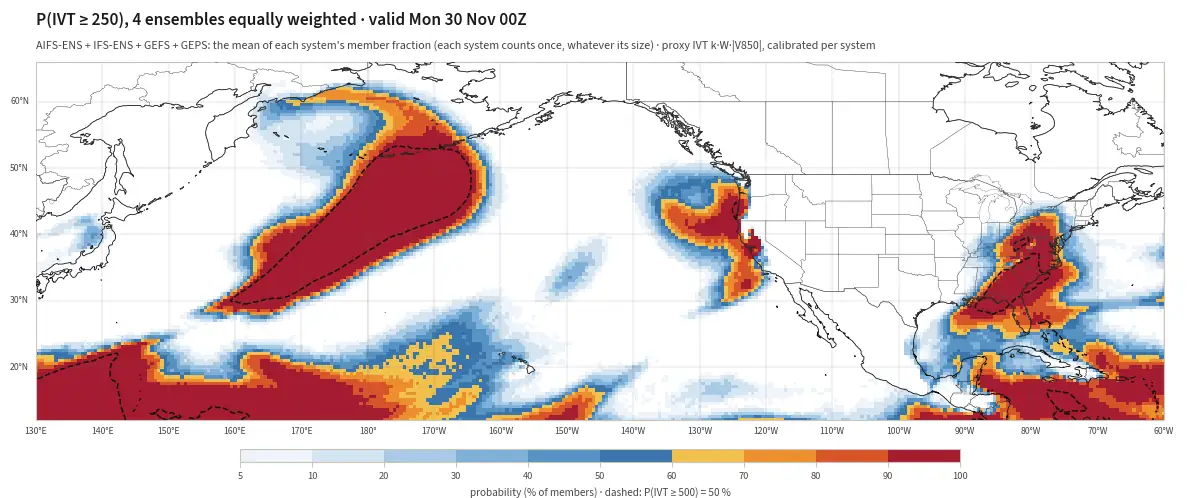 P(IVT ≥ 250), 4 ensembles equally weighted · valid Mon 30 Nov 00Z
AIFS-ENS + IFS-ENS + GEFS + GEPS: the mean of each system's member fraction (each system counts once, whatever its size) · proxy IVT k·W·|V850|, calibrated per system
60°N
50°N
40°N
30°N
20°N
130°E 140°E 150°E 160°E 170°E 180° 170°W 160°W 150°W 140°W 130°W 120°W 110°W 100°W 90°W 80°W 70°W 60°W
5 10 20 30 40 50 60 70 80 90 100
probability (% of members) · dashed: P(IVT ≥ 500) = 50 %